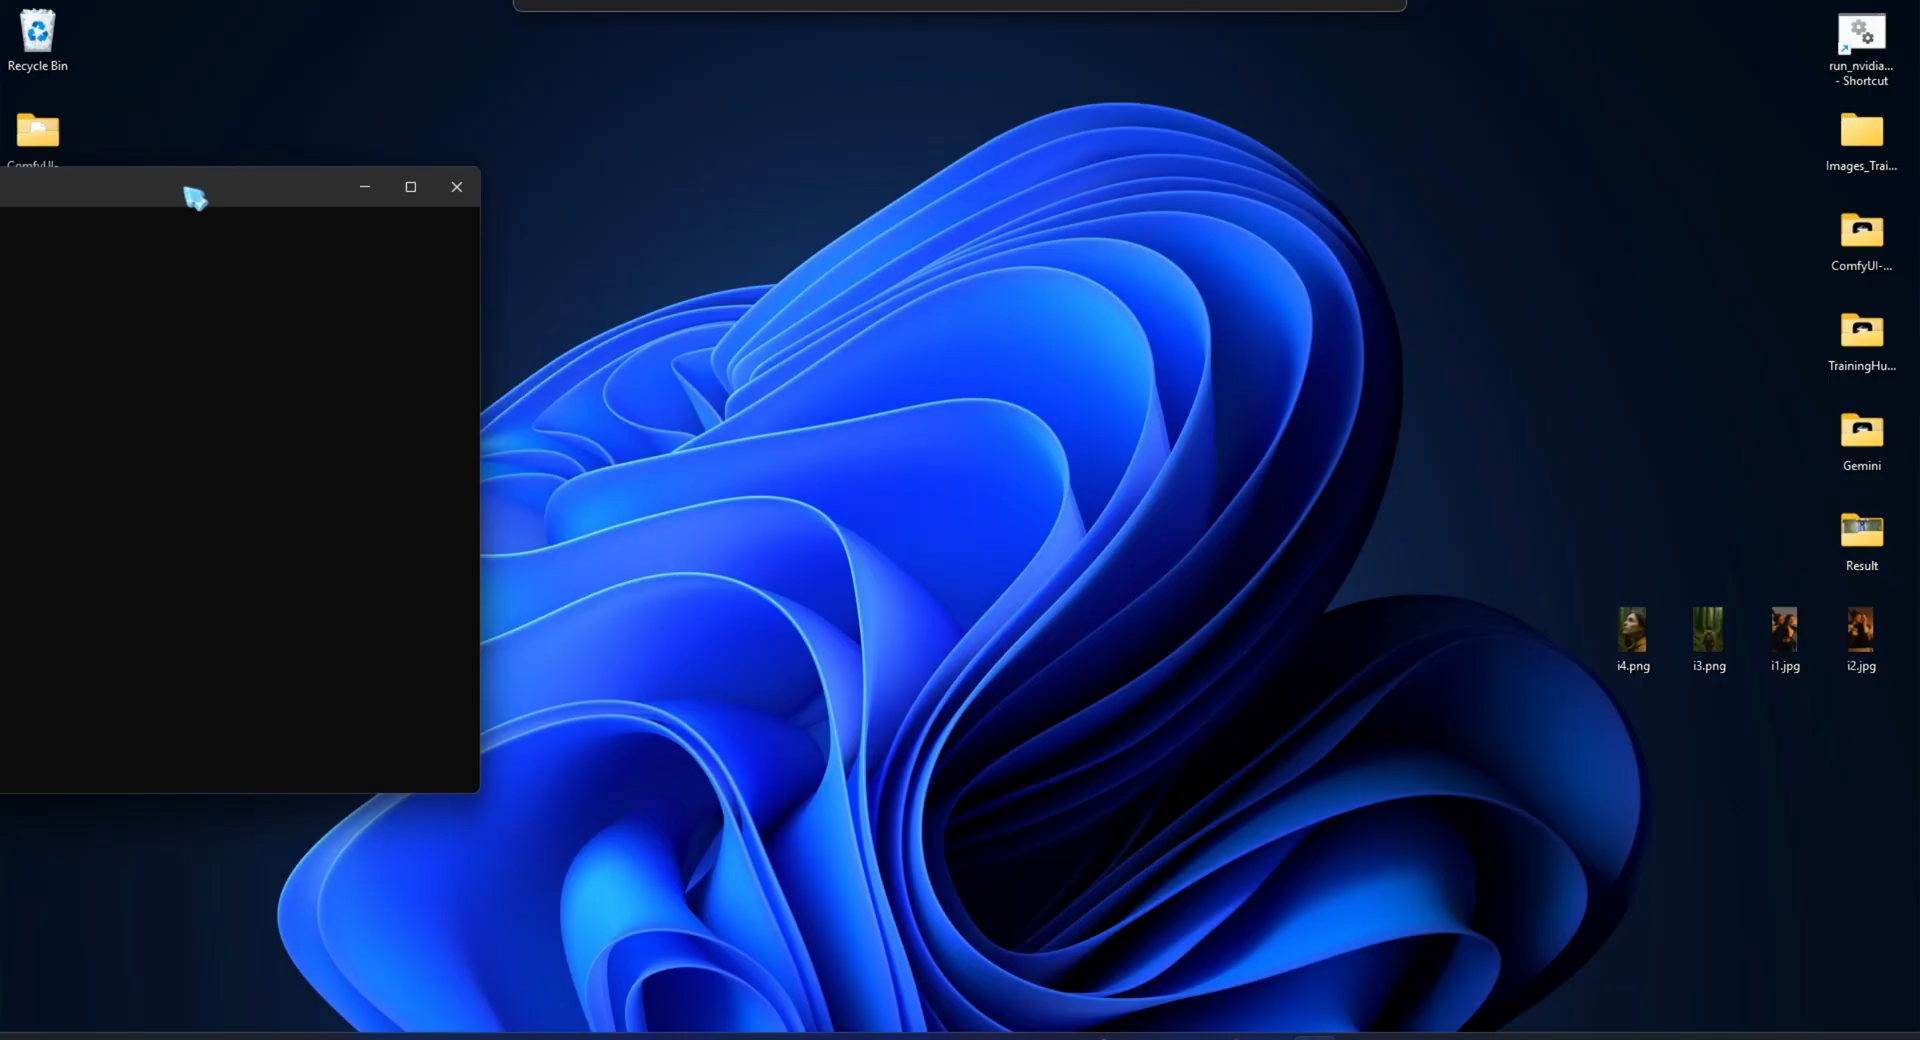 Recycle Bin
ComfyUI-
run_nvidia...
- Shortcut
Images_Trai...
ComfyUI-...
TrainingHu...
Gemini
Result
i4.png
i3.png
i1.jpg
i2.jpg